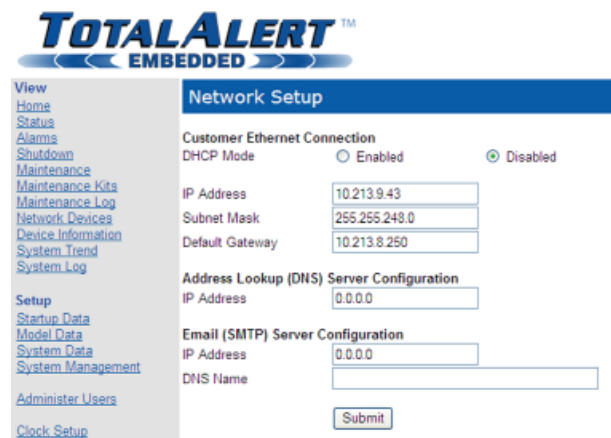 TOTALALERT™
EMBEDDED
View
Home
Status
Alarms
Shutdown
Maintenance
Maintenance Kits
Maintenance Log
Network Devices
Device Information
System Trend
System Log
Setup
Startup Data
Model Data
System Data
System Management
Administer Users
Clock Setup
Network Setup
Customer Ethernet Connection
DHCP Mode Enabled Disabled
IP Address 10.213.9.43
Subnet Mask 255.255.248.0
Default Gateway 10.213.8.250
Address Lookup (DNS) Server Configuration
IP Address 0.0.0.0
Email (SMTP) Server Configuration
IP Address 0.0.0.0
DNS Name
Submit